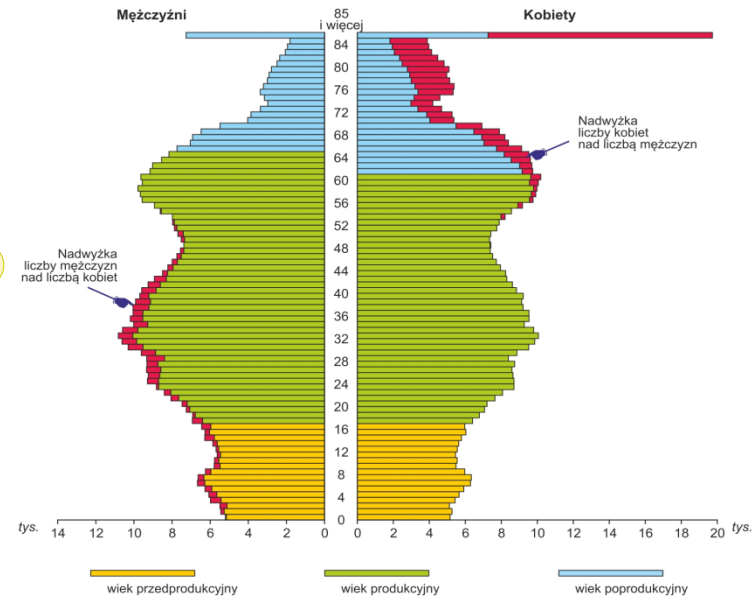 Mężczyźni
85
i więcej
Kobiety
84
80
76
72
68
64
60
56
52
48
44
40
36
32
28
24
20
16
12
8
4
0
Nadwyżka
liczby kobiet
nad liczbą mężczyzn
Nadwyżka
liczby mężczyzn
nad liczbą kobiet
tys. 14 12 10 8 6 4 2 0 0 2 4 6 8 10 12 14 16 18 20 tys.
wiek przedprodukcyjny wiek produkcyjny wiek poprodukcyjny